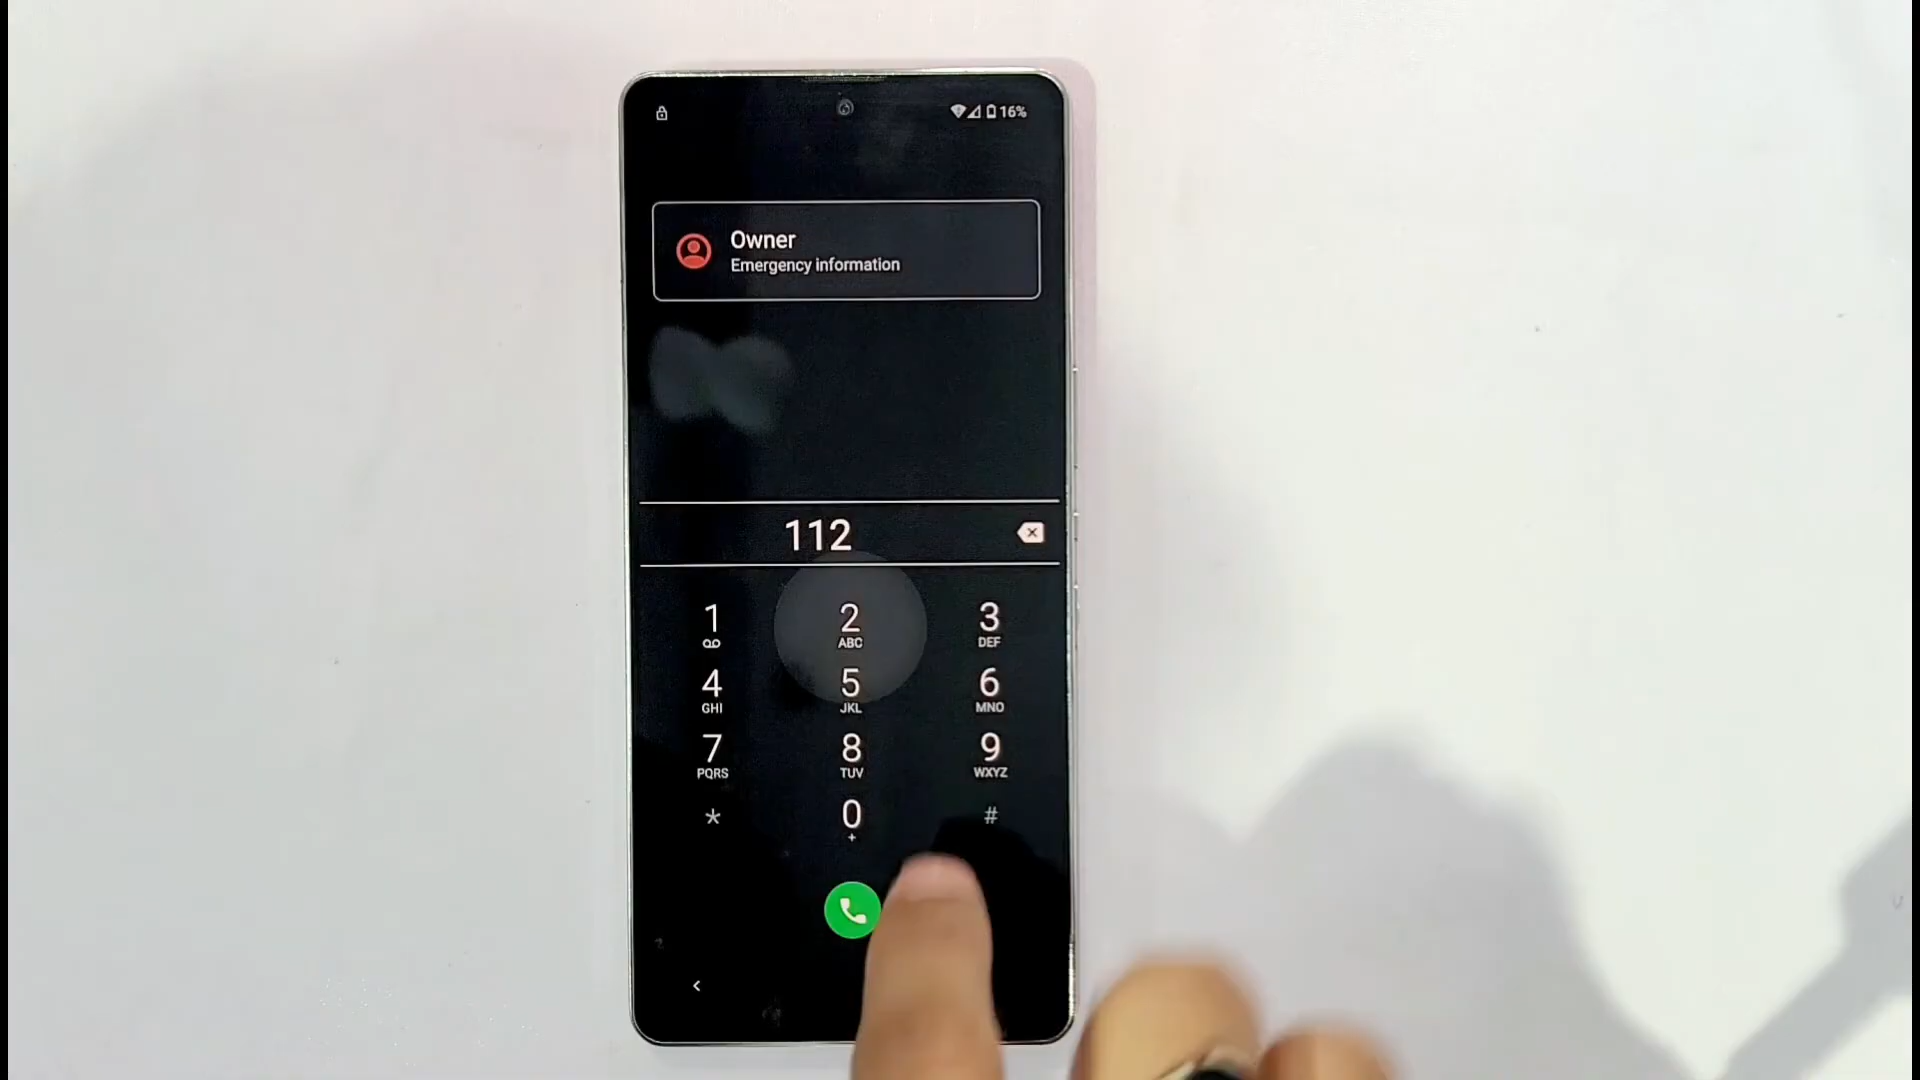 16%
Owner
Emergency information
112
1 2 3
ABC DEF
4 5 6
GHI JKL MNO
7 8 9
PQRS TUV WXYZ
* 0 #
+